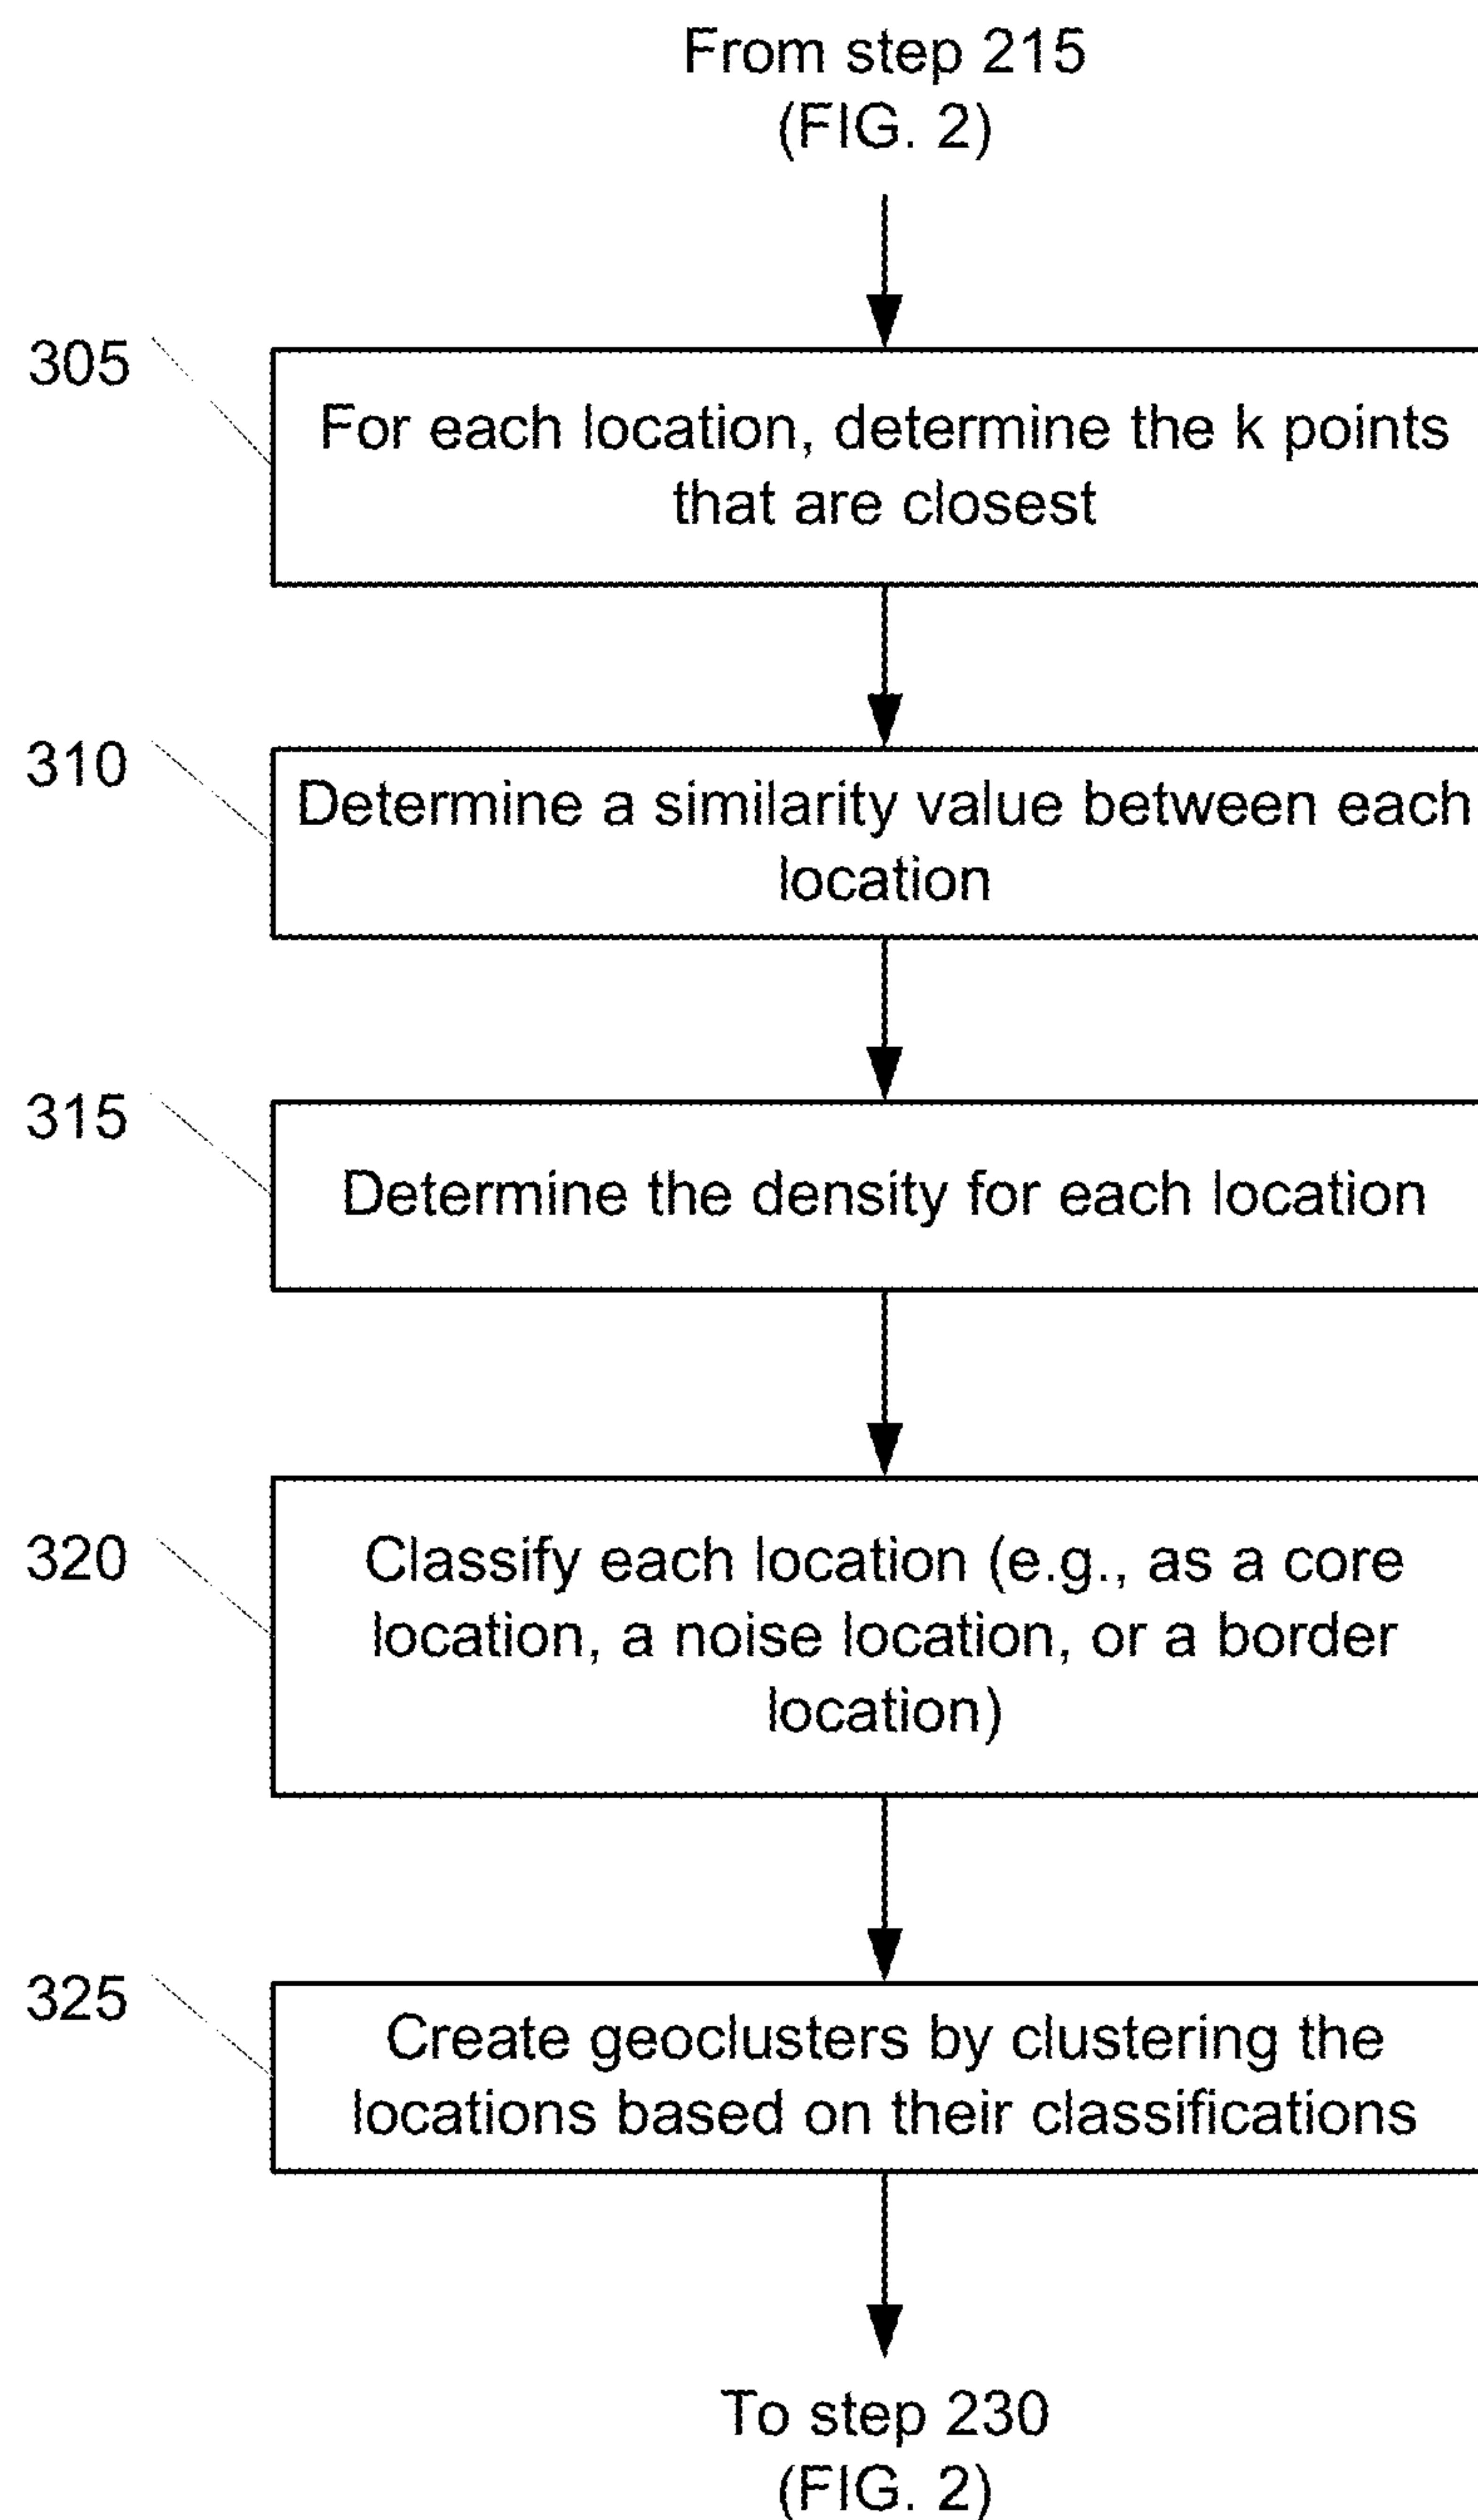 From step 215
(FIG. 2)
305
For each location, determine the k points
that are closest
310
Determine a similarity value between each
location
315
Determine the density for each location
320
Classify each location (e.g., as a core
location, a noise location, or a border
location)
325
Create geoclusters by clustering the
locations based on their classifications
To step 230
(FIG. 2)